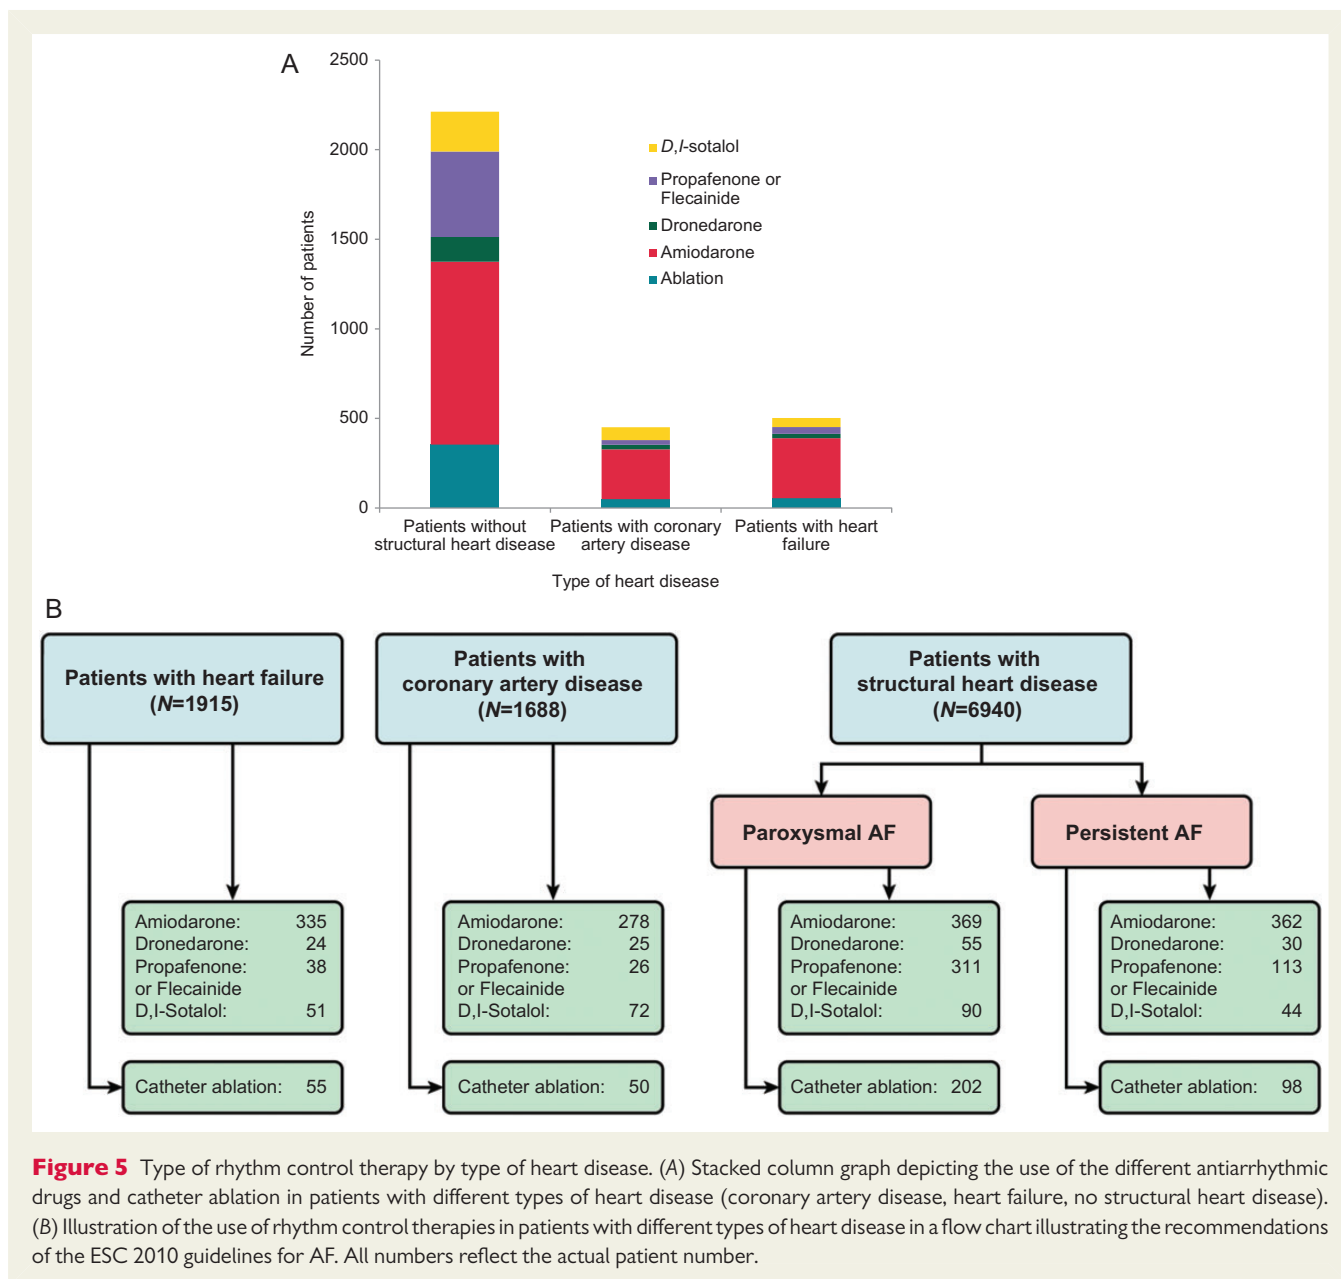 A
2500
2000
1500
1000
500
0
Number of patients
D,I-sotalol
Propafenone or
Flecainide
Dronedarone
Amiodarone
Ablation
Patients without
structural heart disease
Patients with coronary
artery disease
Patients with heart
failure
Type of heart disease
B
Patients with heart failure
(N=1915)
Patients with
coronary artery disease
(N=1688)
Patients with
structural heart disease
(N=6940)
Paroxysmal AF
Persistent AF
Amiodarone: 335
Dronedarone: 24
Propafenone: 38
or Flecainide
D,I-Sotalol: 51
Catheter ablation: 55
Amiodarone: 278
Dronedarone: 25
Propafenone: 26
or Flecainide
D,I-Sotalol: 72
Catheter ablation: 50
Amiodarone: 369
Dronedarone: 55
Propafenone: 311
or Flecainide
D,I-Sotalol: 90
Catheter ablation: 202
Amiodarone: 362
Dronedarone: 30
Propafenone: 113
or Flecainide
D,I-Sotalol: 44
Catheter ablation: 98
Figure 5 Type of rhythm control therapy by type of heart disease. (A) Stacked column graph depicting the use of the different antiarrhythmic
drugs and catheter ablation in patients with different types of heart disease (coronary artery disease, heart failure, no structural heart disease).
(B) Illustration of the use of rhythm control therapies in patients with different types of heart disease in a flow chart illustrating the recommendations
of the ESC 2010 guidelines for AF. All numbers reflect the actual patient number.